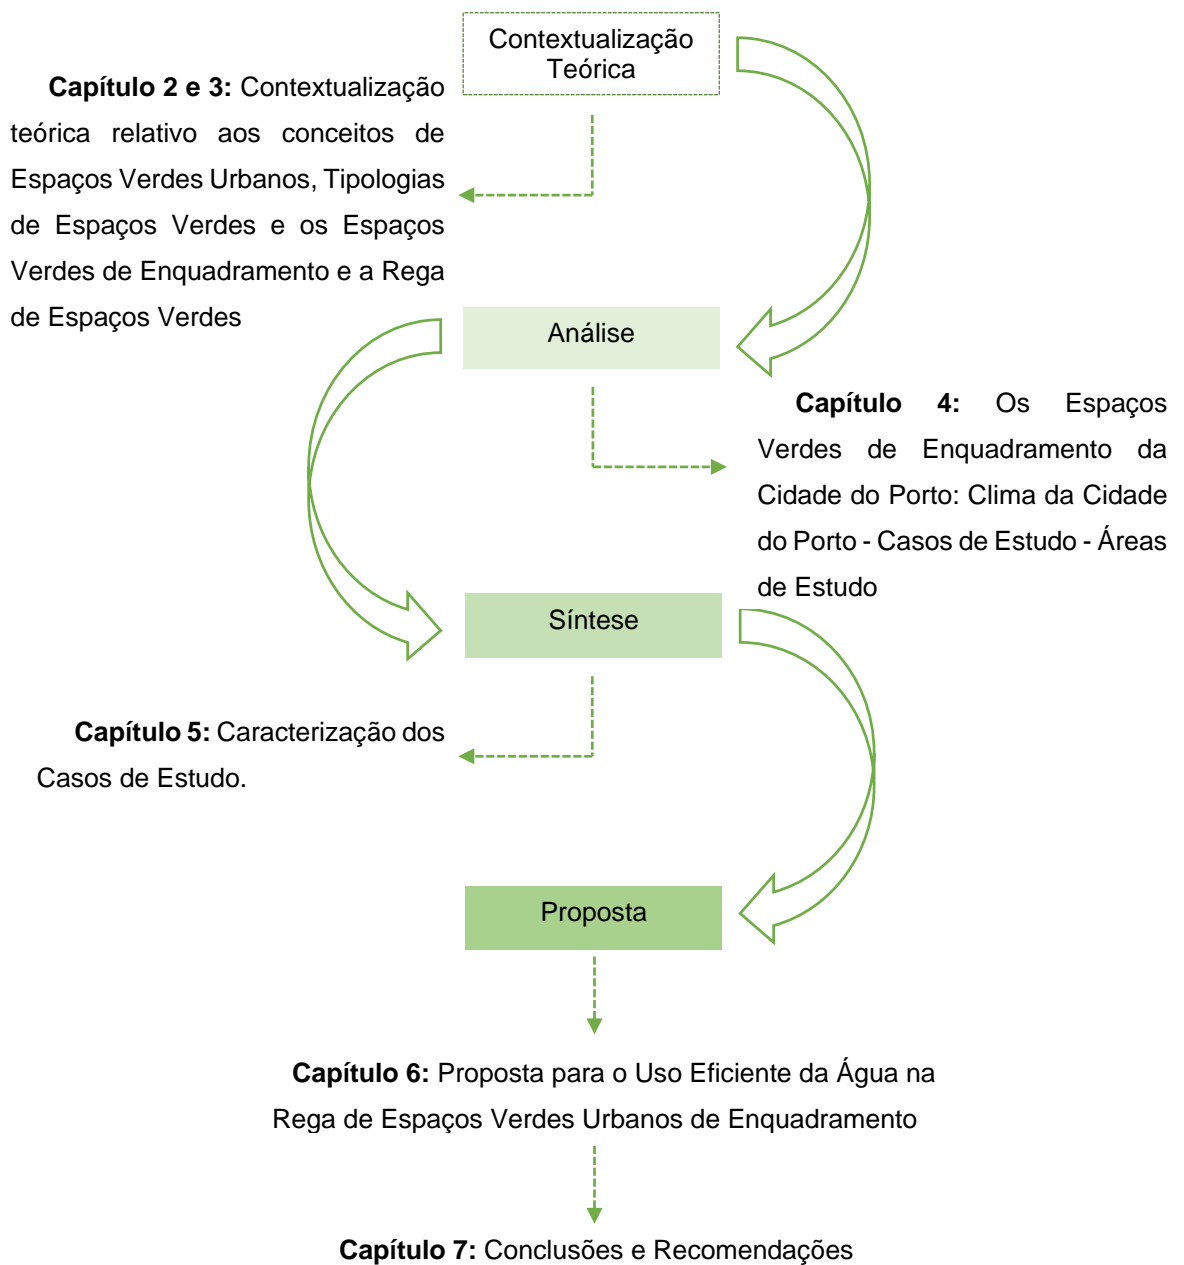 Contextualização
Teórica
Capítulo 2 e 3: Contextualização
teórica relativo aos conceitos de
Espaços Verdes Urbanos, Tipologias
de Espaços Verdes e os Espaços
Verdes de Enquadramento e a Rega
de Espaços Verdes
Análise
Capítulo 4: Os Espaços
Verdes de Enquadramento da
Cidade do Porto: Clima da Cidade
do Porto - Casos de Estudo - Áreas
de Estudo
Síntese
Capítulo 5: Caracterização dos
Casos de Estudo.
Proposta
Capítulo 6: Proposta para o Uso Eficiente da Água na
Rega de Espaços Verdes Urbanos de Enquadramento
Capítulo 7: Conclusões e Recomendações